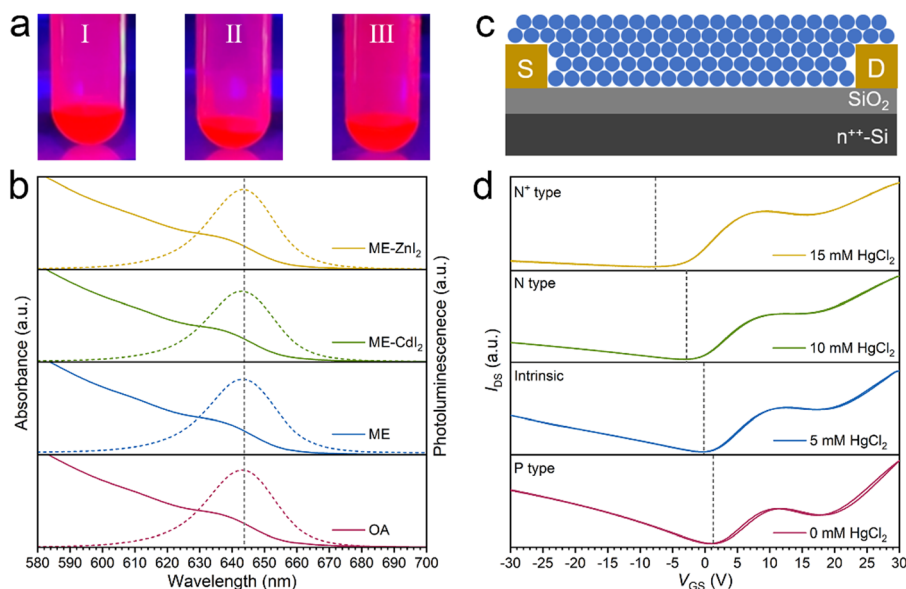 a
I II III
c
S D
SiO2
n++-Si
b
Absorbance (a.u.)
Photoluminesecence (a.u.)
ME-ZnI2
ME-CdI2
ME
OA
580 590 600 610 620 630 640 650 660 670 680 690 700
Wavelength (nm)
d
IDS (a.u.)
N+ type
15 mM HgCl2
N type
10 mM HgCl2
Intrinsic
5 mM HgCl2
P type
0 mM HgCl2
-30 -25 -20 -15 -10 -5 0 5 10 15 20 25 30
VGS (V)